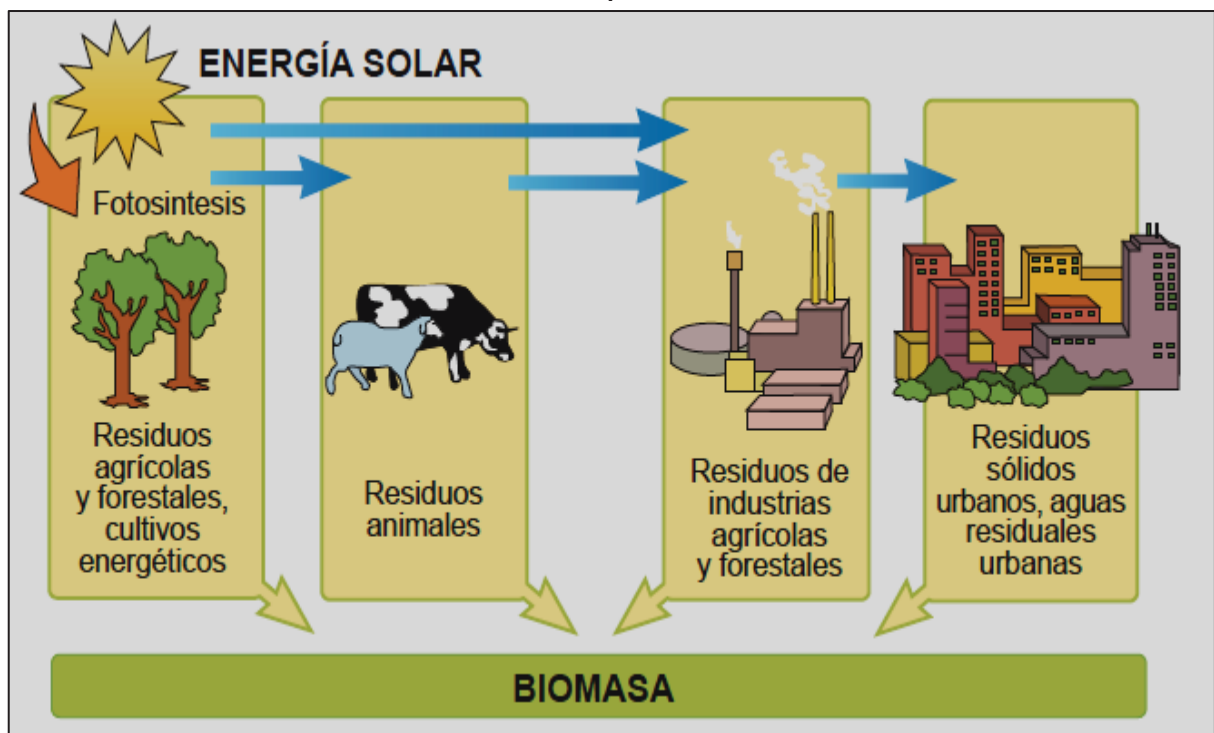 ENERGÍA SOLAR
Fotosintesis
Residuos
agrícolas
y forestales,
cultivos
energéticos
Residuos
animales
Residuos de
industrias
agrícolas
y forestales
Residuos
sólidos
urbanos, aguas
residuales
urbanas
BIOMASA